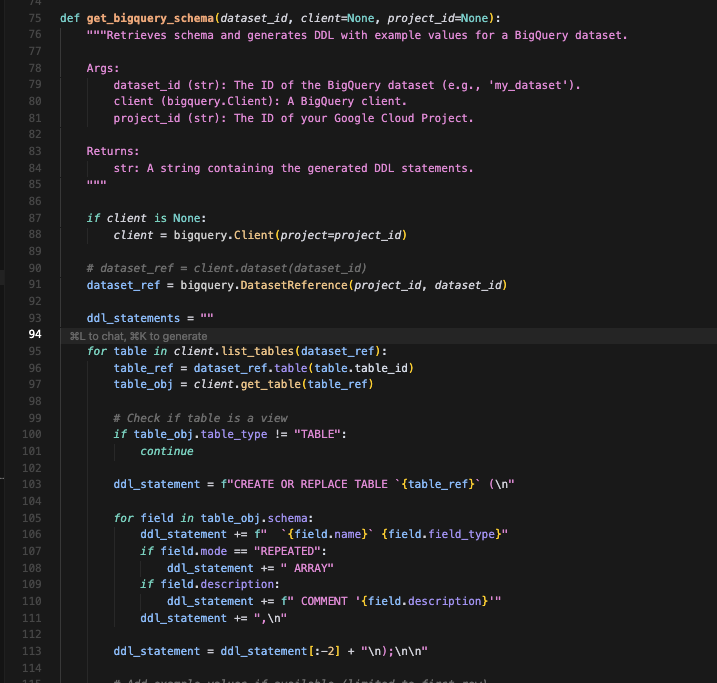 74
75 def get_bigquery_schema(dataset_id, client=None, project_id=None):
76 """Retrieves schema and generates DDL with example values for a BigQuery dataset.
77
78 Args:
79 dataset_id (str): The ID of the BigQuery dataset (e.g., 'my_dataset').
80 client (bigquery.Client): A BigQuery client.
81 project_id (str): The ID of your Google Cloud Project.
82
83 Returns:
84 str: A string containing the generated DDL statements.
85 """
86
87 if client is None:
88 client = bigquery.Client(project=project_id)
89
90 # dataset_ref = client.dataset(dataset_id)
91 dataset_ref = bigquery.DatasetReference(project_id, dataset_id)
92
93 ddl_statements = ""
94 ⌘L to chat, ⌘K to generate
95 for table in client.list_tables(dataset_ref):
96 table_ref = dataset_ref.table(table.table_id)
97 table_obj = client.get_table(table_ref)
98
99 # Check if table is a view
100 if table_obj.table_type != "TABLE":
101 continue
102
103 ddl_statement = f"CREATE OR REPLACE TABLE `{table_ref}` (\n"
104
105 for field in table_obj.schema:
106 ddl_statement += f"  `{field.name}` {field.field_type}"
107 if field.mode == "REPEATED":
108 ddl_statement += " ARRAY"
109 if field.description:
110 ddl_statement += f" COMMENT '{field.description}'"
111 ddl_statement += ",\n"
112
113 ddl_statement = ddl_statement[:-2] + "\n);\n\n"
114
115 # Add example values if available (limited to first row)